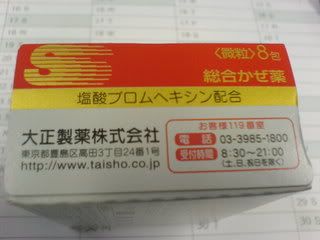 S
〈微粒〉8包
総合かぜ薬
塩酸ブロムヘキシン配合
大正製薬株式会社
東京都豊島区高田3丁目24番1号
http://www.taisho.co.jp
お客様119番室
電話 03-3985-1800
受付時間 8:30~21:00
(土、日、祝日を除く)